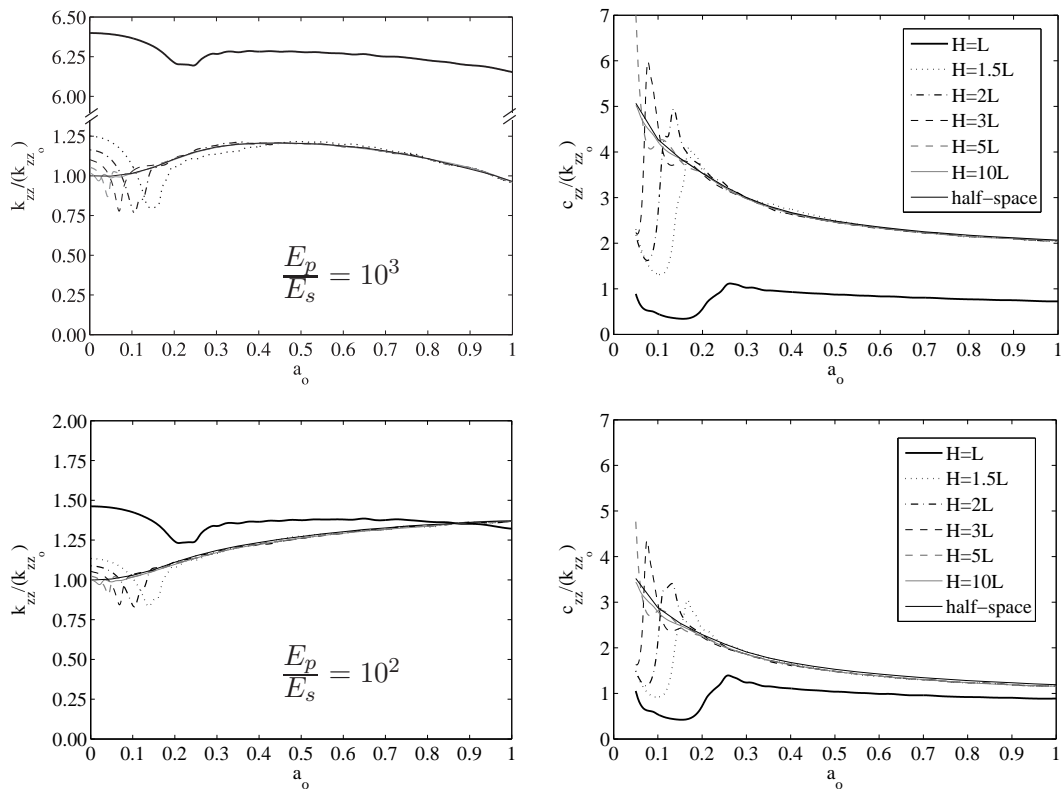 6.50
6.25
6.00
1.25
1.00
0.75
0.50
0.25
0.00
k_zz/(k_zz_o)
E_p/E_s = 10^3
0 0.1 0.2 0.3 0.4 0.5 0.6 0.7 0.8 0.9 1
a_o
7
6
5
4
3
2
1
0
c_zz/(k_zz_o)
H=L
H=1.5L
H=2L
H=3L
H=5L
H=10L
half−space
0 0.1 0.2 0.3 0.4 0.5 0.6 0.7 0.8 0.9 1
a_o
2.00
1.75
1.50
1.25
1.00
0.75
0.50
0.25
0.00
k_zz/(k_zz_o)
E_p/E_s = 10^2
0 0.1 0.2 0.3 0.4 0.5 0.6 0.7 0.8 0.9 1
a_o
7
6
5
4
3
2
1
0
c_zz/(k_zz_o)
H=L
H=1.5L
H=2L
H=3L
H=5L
H=10L
half−space
0 0.1 0.2 0.3 0.4 0.5 0.6 0.7 0.8 0.9 1
a_o